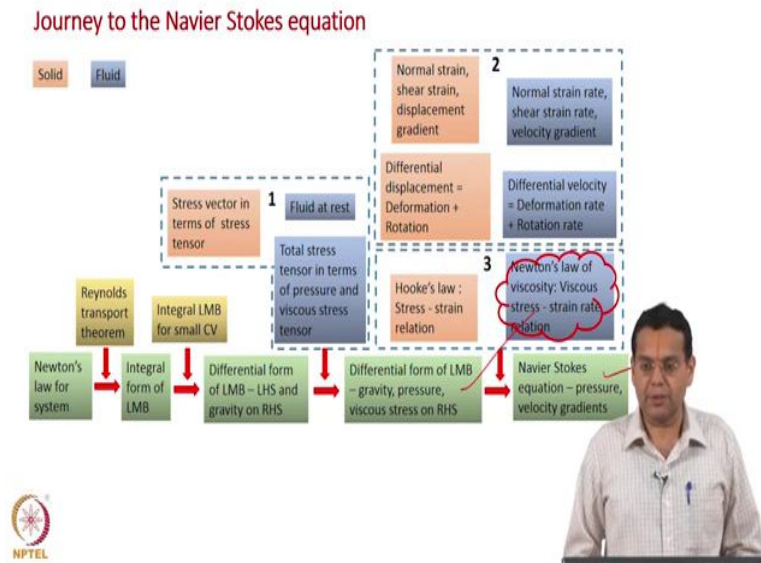 Journey to the Navier Stokes equation
Solid
Fluid
Normal strain,
shear strain,
displacement
gradient
2
Normal strain rate,
shear strain rate,
velocity gradient
Differential
displacement =
Deformation +
Rotation
Differential velocity
= Deformation rate
+ Rotation rate
Stress vector in
terms of stress
tensor
1
Fluid at rest
Total stress
tensor in terms
of pressure and
viscous stress
tensor
Hooke's law :
Stress - strain
relation
3
Newton's law of
viscosity: Viscous
stress - strain rate
relation
Reynolds
transport
theorem
Integral LMB
for small CV
Newton's
law for
system
Integral
form of
LMB
Differential form
of LMB – LHS and
gravity on RHS
Differential form of LMB
– gravity, pressure,
viscous stress on RHS
Navier Stokes
equation – pressure,
velocity gradients
NPTEL